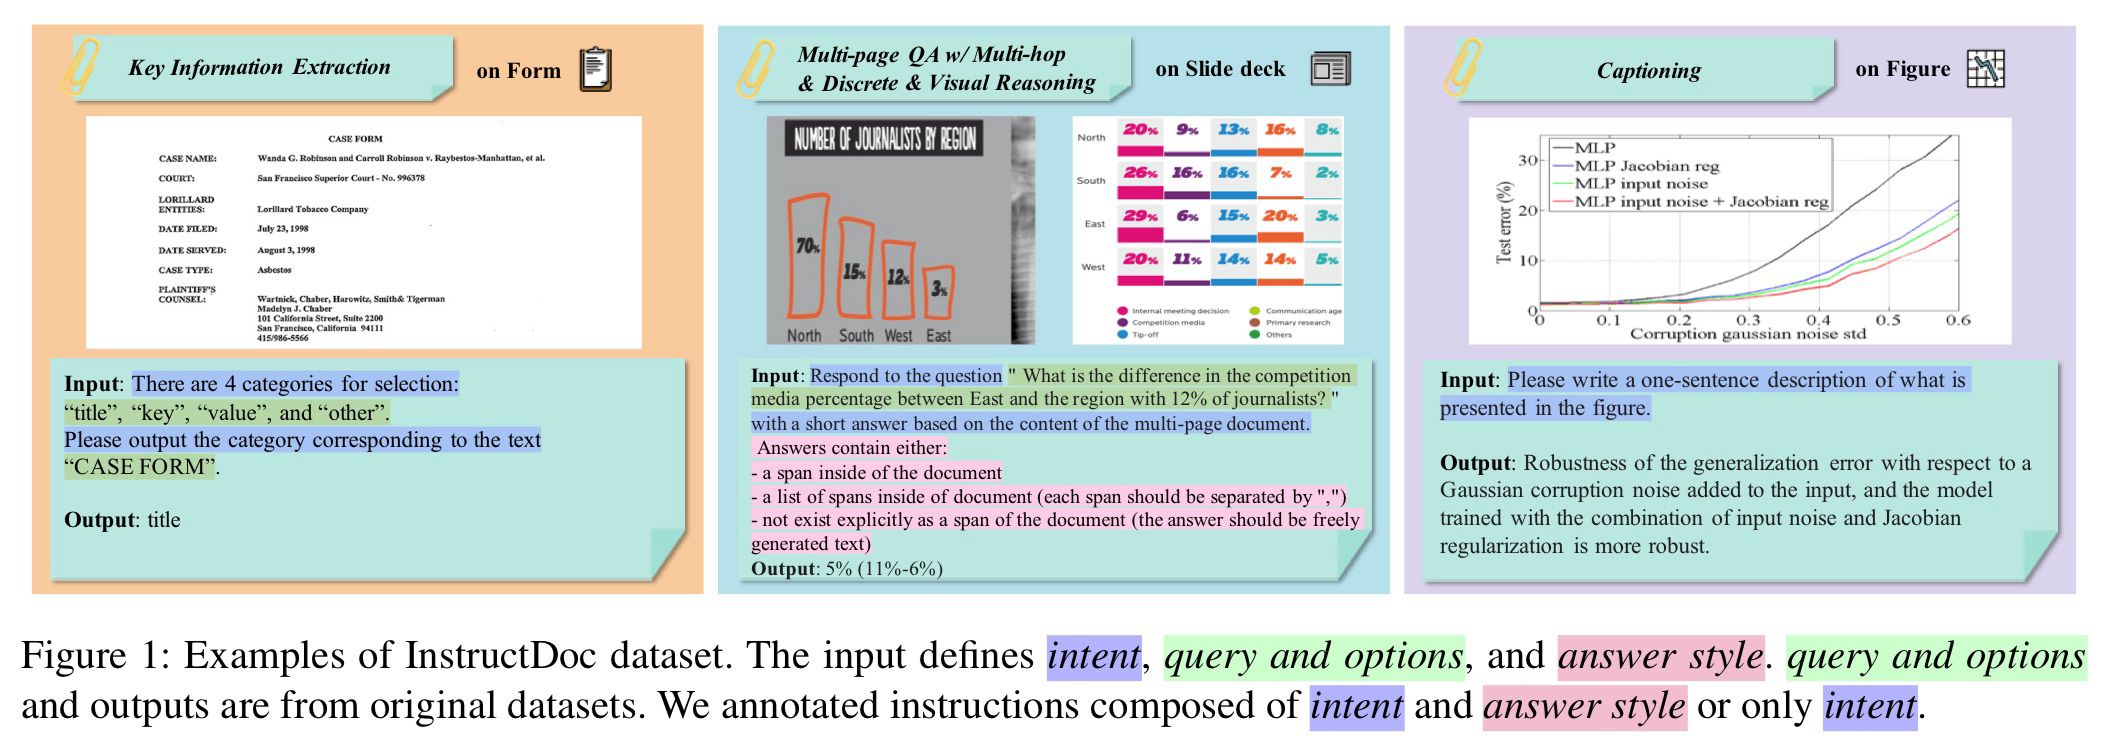 Key Information Extraction
on Form
CASE FORM
CASE NAME: Wanda G. Robinson and Carroll Robinson v. Raybestos-Manhattan, et al.
COURT: San Francisco Superior Court - No. 996378
LORILLARD
ENTITIES: Lorillard Tobacco Company
DATE FILED: July 23, 1998
DATE SERVED: August 3, 1998
CASE TYPE: Asbestos
PLAINTIFF'S
COUNSEL: Wartnick, Chaber, Harowitz, Smith& Tigerman
Madelyn J. Chaber
101 California Street, Suite 2200
San Francisco, California 94111
415/986-5566
Input: There are 4 categories for selection:
“title”, “key”, “value”, and “other”.
Please output the category corresponding to the text
“CASE FORM”.
Output: title
Multi-page QA w/ Multi-hop
& Discrete & Visual Reasoning
on Slide deck
NUMBER OF JOURNALISTS BY REGION
70% 15% 12% 3%
North South West East
North 20% 9% 13% 16% 8%
South 26% 16% 16% 7% 2%
East 29% 6% 15% 20% 3%
West 20% 11% 14% 14% 5%
Internal meeting decision Communication age
Competition media Primary research
Tip-off Others
Input: Respond to the question " What is the difference in the competition
media percentage between East and the region with 12% of journalists? "
with a short answer based on the content of the multi-page document.
Answers contain either:
- a span inside of the document
- a list of spans inside of document (each span should be separated by ",")
- not exist explicitly as a span of the document (the answer should be freely
generated text)
Output: 5% (11%-6%)
Captioning
on Figure
MLP
MLP Jacobian reg
MLP input noise
MLP input noise + Jacobian reg
Test error (%)
30
20
10
0
0 0.1 0.2 0.3 0.4 0.5 0.6
Corruption gaussian noise std
Input: Please write a one-sentence description of what is
presented in the figure.
Output: Robustness of the generalization error with respect to a
Gaussian corruption noise added to the input, and the model
trained with the combination of input noise and Jacobian
regularization is more robust.
Figure 1: Examples of InstructDoc dataset. The input defines intent, query and options, and answer style. query and options
and outputs are from original datasets. We annotated instructions composed of intent and answer style or only intent.